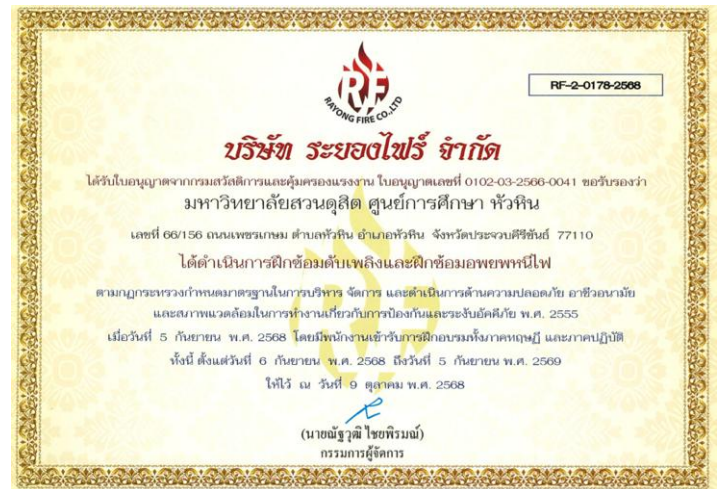 RF
RAYONG FIRE CO.,LTD
RF-2-0178-2568
บริษัท ระยองไฟร์ จำกัด
ได้รับใบอนุญาตจากกรมสวัสดิการและคุ้มครองแรงงาน ใบอนุญาตเลขที่ 0102-03-2566-0041 ขอรับรองว่า
มหาวิทยาลัยสวนดุสิต ศูนย์การศึกษา หัวหิน
เลขที่ 66/156 ถนนเพชรเกษม ตำบลหัวหิน อำเภอหัวหิน จังหวัดประจวบคีรีขันธ์ 77110
ได้ดำเนินการฝึกซ้อมดับเพลิงและฝึกซ้อมอพยพหนีไฟ
ตามกฎกระทรวงกำหนดมาตรฐานในการบริหาร จัดการ และดำเนินการด้านความปลอดภัย อาชีวอนามัย
และสภาพแวดล้อมในการทำงานเกี่ยวกับการป้องกันและระงับอัคคีภัย พ.ศ. 2555
เมื่อวันที่ 5 กันยายน พ.ศ. 2568 โดยมีพนักงานเข้ารับการฝึกอบรมทั้งภาคทฤษฎี และภาคปฏิบัติ
ทั้งนี้ ตั้งแต่วันที่ 6 กันยายน พ.ศ. 2568 ถึงวันที่ 5 กันยายน พ.ศ. 2569
ให้ไว้ ณ วันที่ 9 ตุลาคม พ.ศ. 2568
(นายณัฐวุฒิ ไชยพิรมณ์)
กรรมการผู้จัดการ